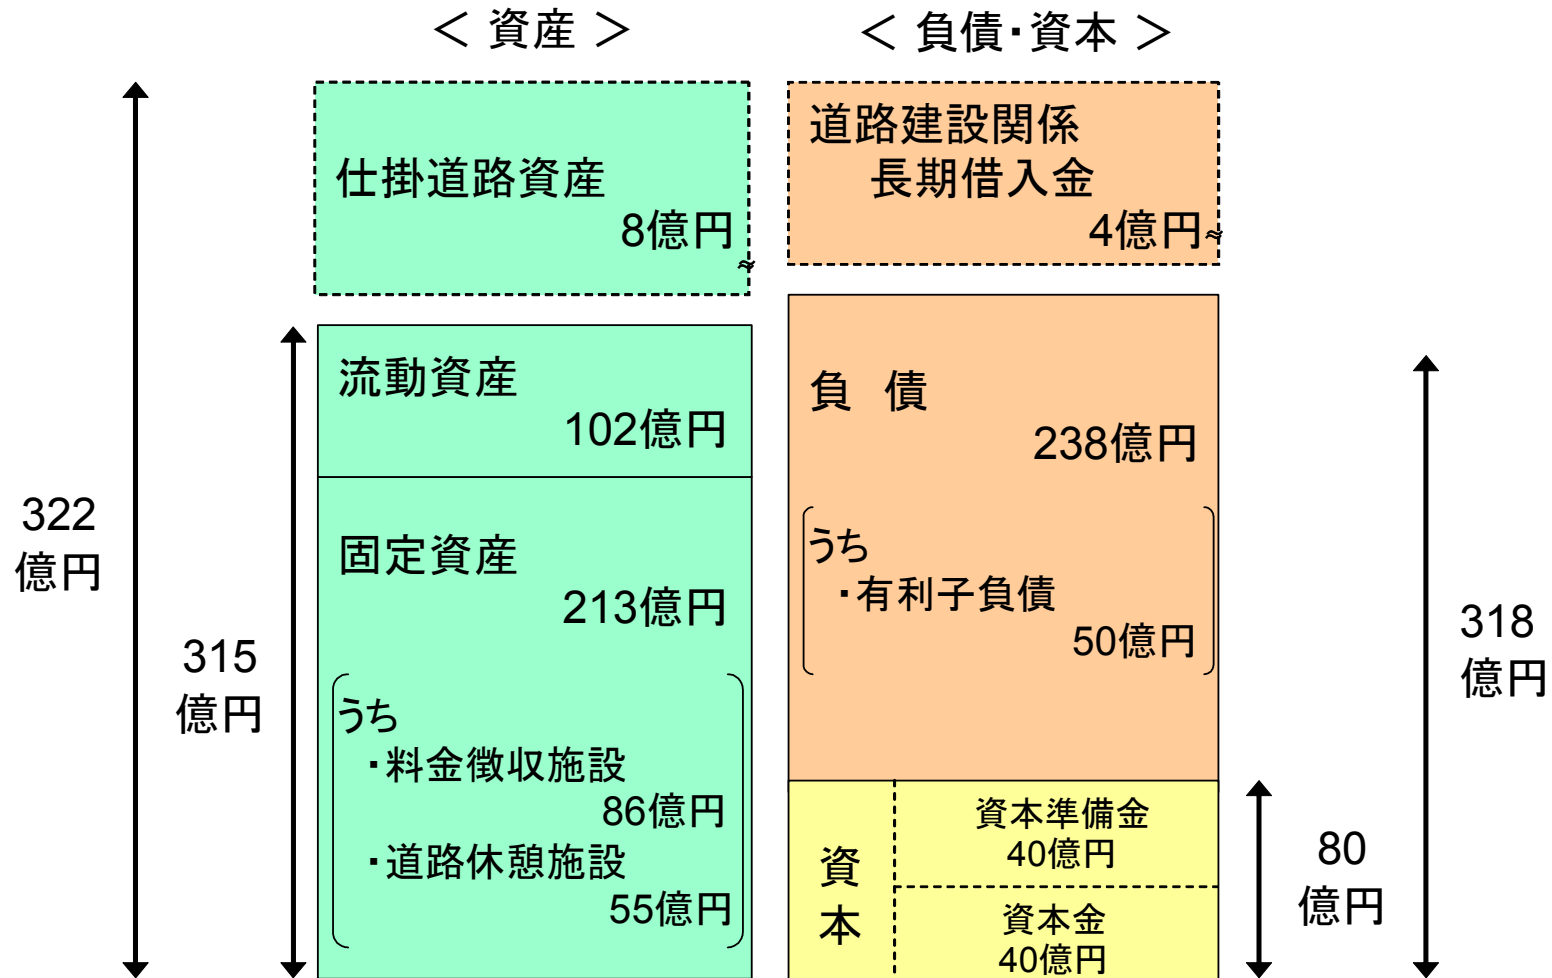 ＜ 資産 ＞
＜ 負債・資本 ＞
322
億円
315
億円
仕掛道路資産
8億円
流動資産
102億円
固定資産
213億円
うち
・料金徴収施設
86億円
・道路休憩施設
55億円
道路建設関係
長期借入金
4億円
負 債
238億円
うち
・有利子負債
50億円
資
本
資本準備金
40億円
資本金
40億円
80
億円
318
億円